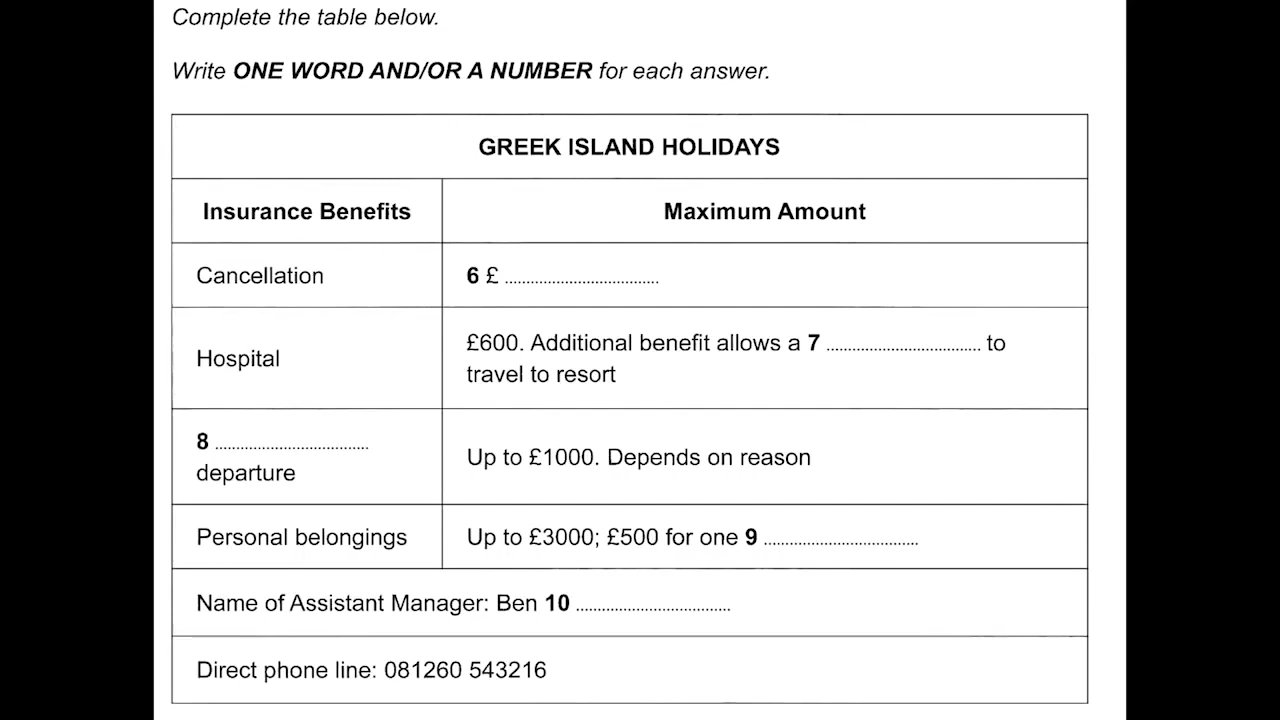 Complete the table below.
Write ONE WORD AND/OR A NUMBER for each answer.
GREEK ISLAND HOLIDAYS
Insurance Benefits
Maximum Amount
Cancellation
6 £ ....................................
Hospital
£600. Additional benefit allows a 7 .................................... to
travel to resort
8 ....................................
departure
Up to £1000. Depends on reason
Personal belongings
Up to £3000; £500 for one 9 ....................................
Name of Assistant Manager: Ben 10 ....................................
Direct phone line: 081260 543216